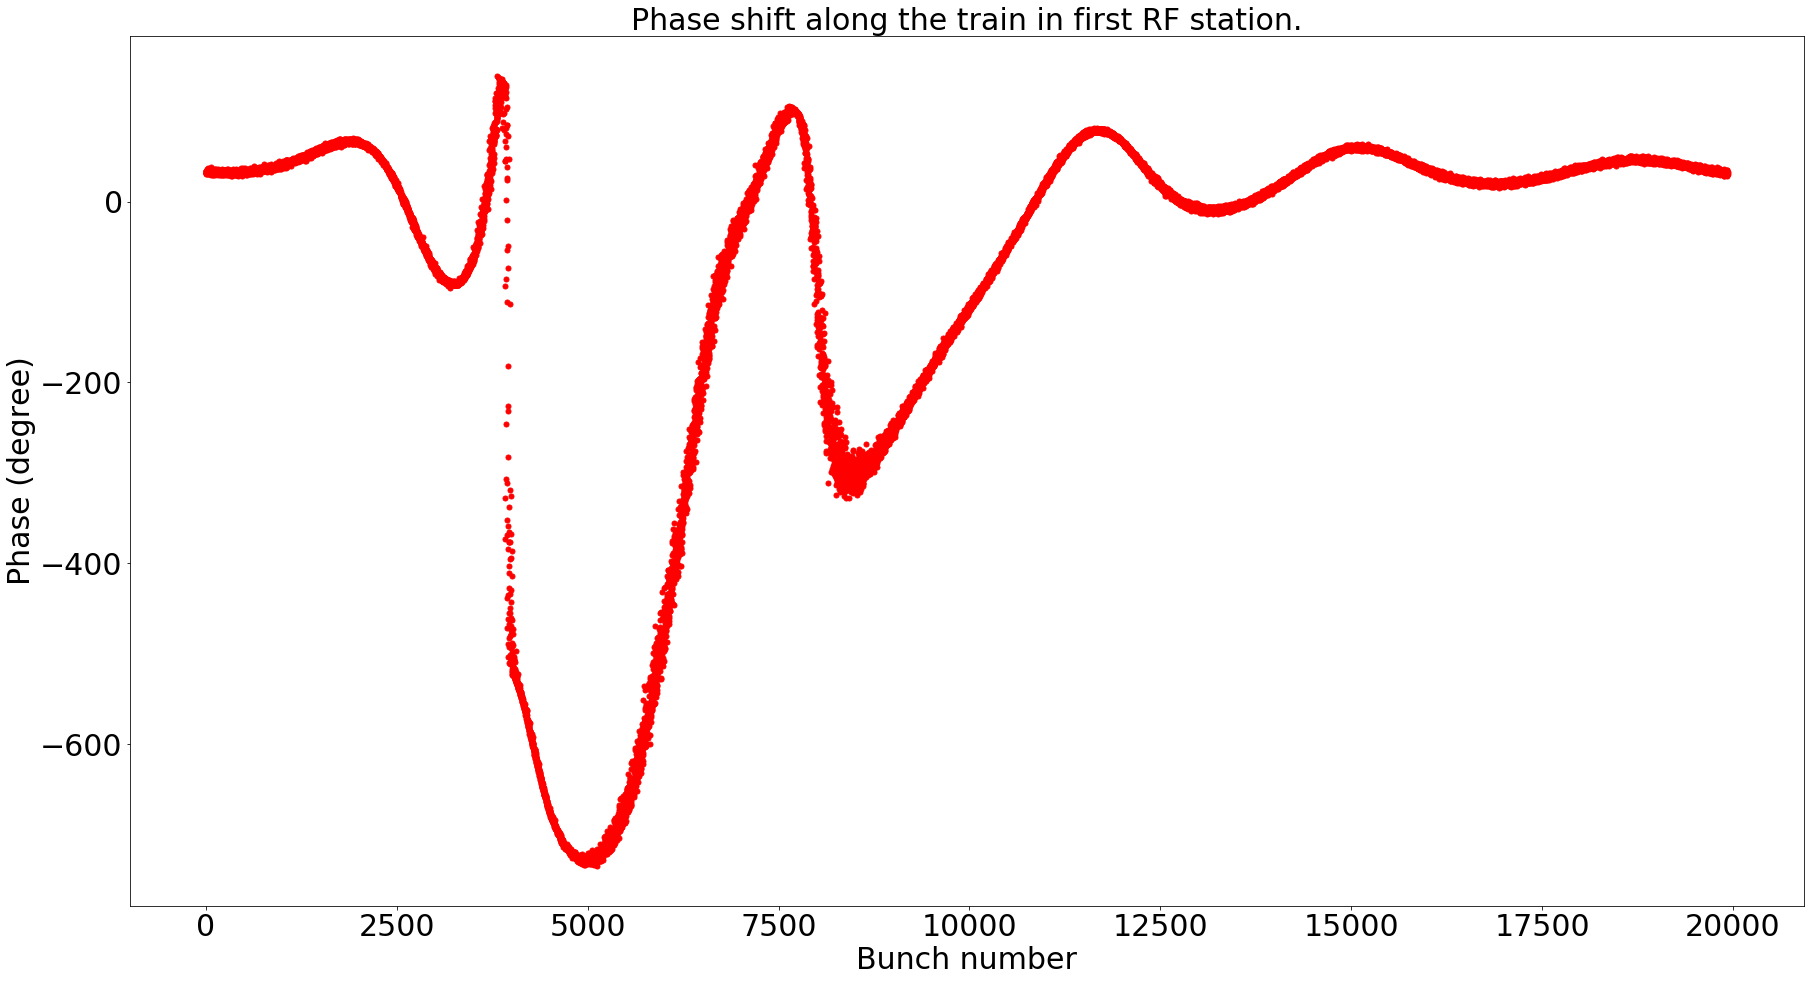 Phase shift along the train in first RF station.
0
−200
−400
−600
Phase (degree)
0 2500 5000 7500 10000 12500 15000 17500 20000
Bunch number